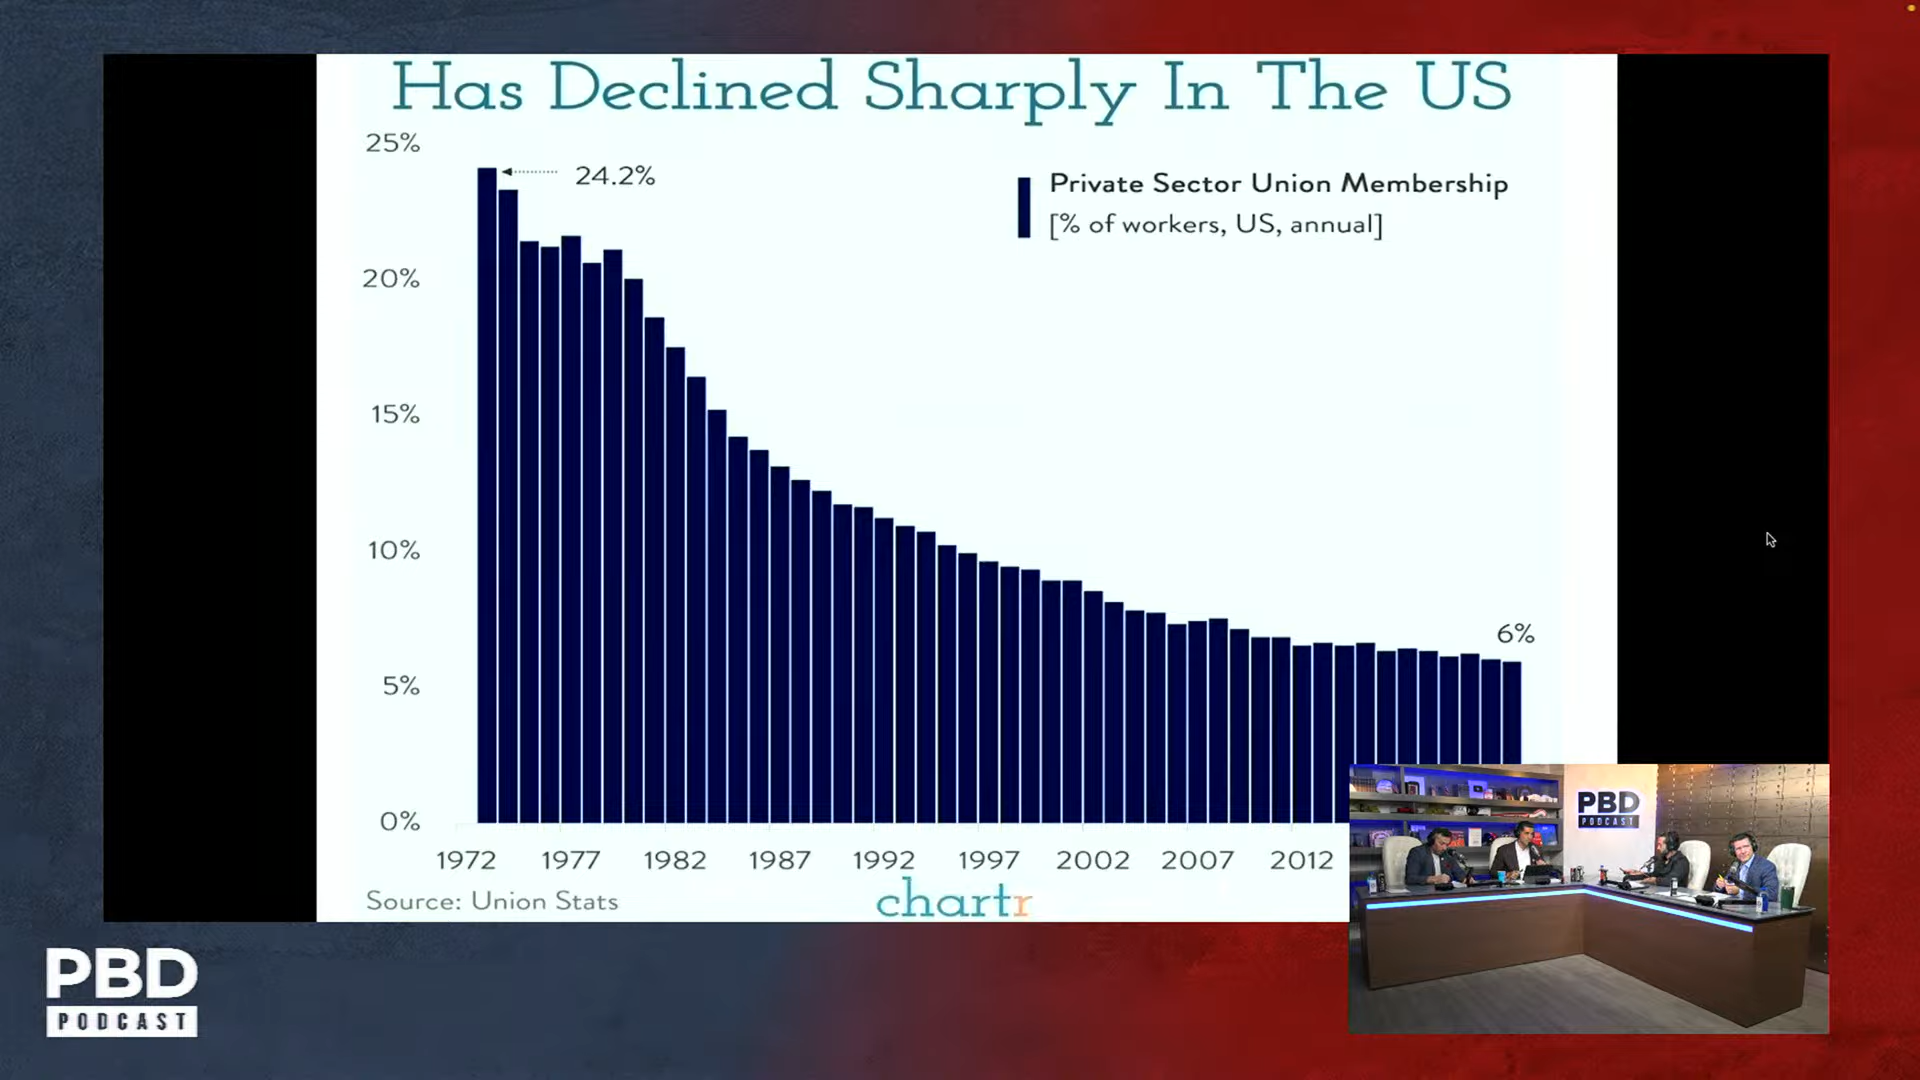 Has Declined Sharply In The US
25%
24.2%
Private Sector Union Membership
[% of workers, US, annual]
20%
15%
10%
6%
5%
0%
1972 1977 1982 1987 1992 1997 2002 2007 2012
Source: Union Stats
chartr
PBD
PODCAST
PBD
PODCAST